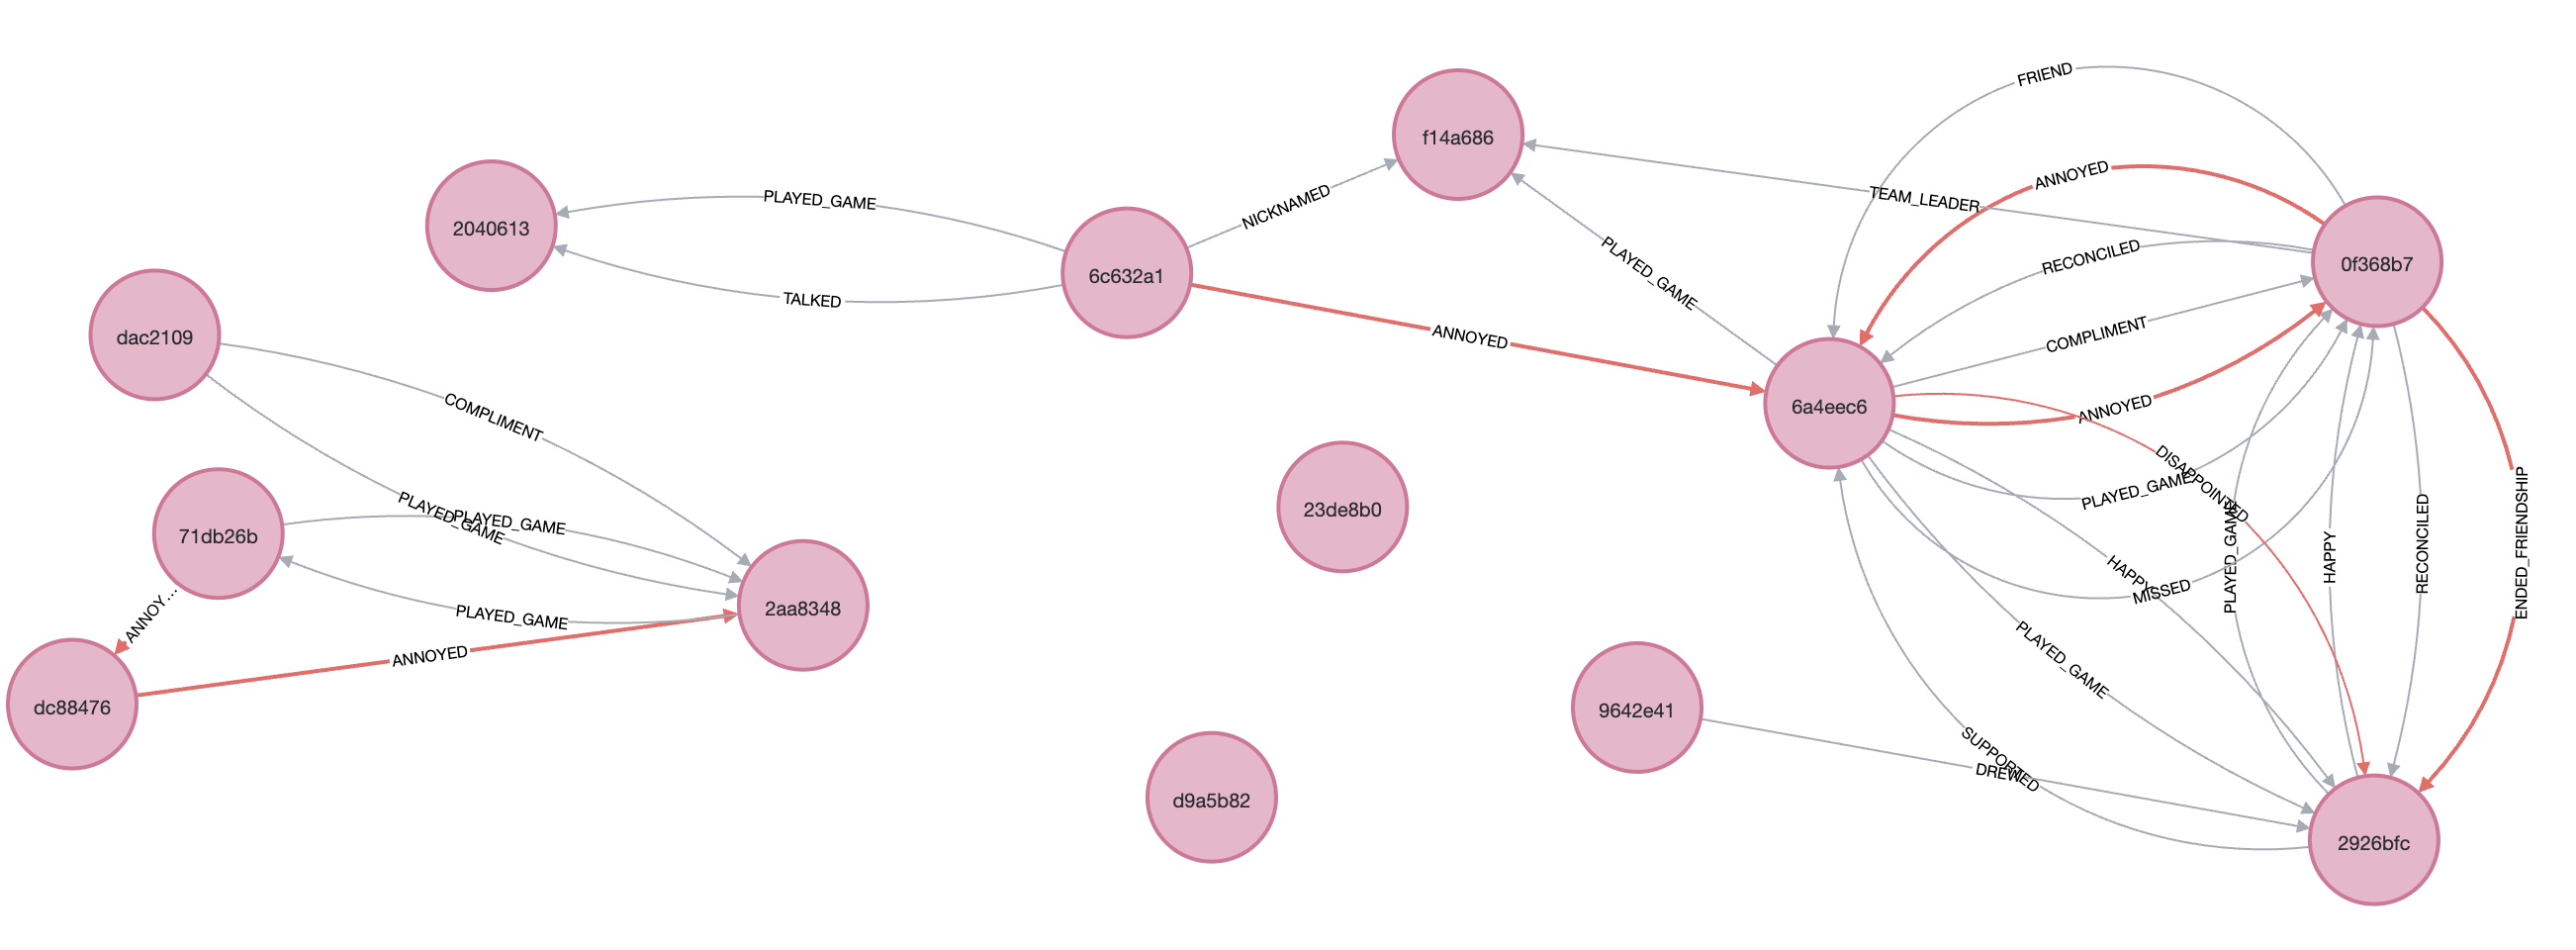 FRIEND
f14a686
ANNOYED
2040613
PLAYED_GAME
NICKNAMED
TEAM_LEADER
6c632a1
RECONCILED
0f368b7
PLAYED_GAME
TALKED
dac2109
ANNOYED
COMPLIMENT
6a4eec6
ANNOYED
COMPLIMENT
DISAPPOINTED
PLAYED_GAME
PLAYED_GAME
PLAYED_GAME
71db26b
23de8b0
PLAYED_GAME
HAPPY
RECONCILED
ENDED_FRIENDSHIP
HAPPY
MISSED
ANNOY...
PLAYED_GAME
2aa8348
ANNOYED
PLAYED_GAME
dc88476
9642e41
SUPPORTED
DREW
d9a5b82
2926bfc